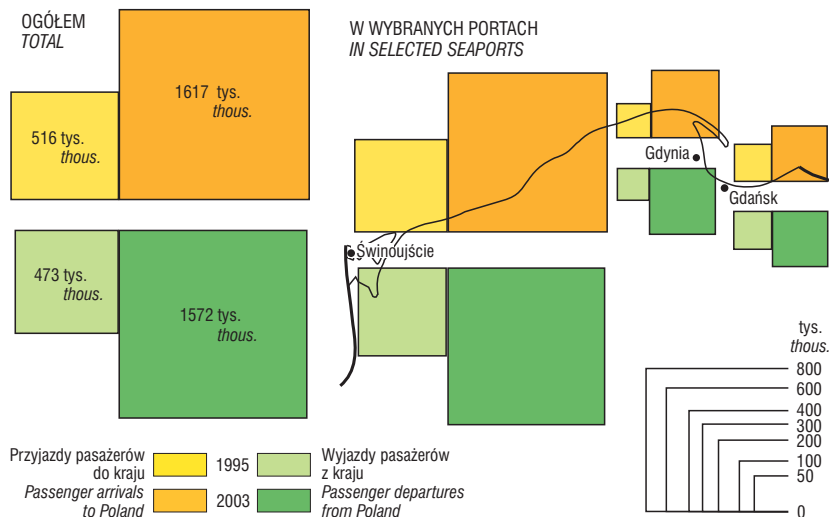 OGÓŁEM
TOTAL
W WYBRANYCH PORTACH
IN SELECTED SEAPORTS
1617 tys.
thous.
516 tys.
thous.
Gdynia
Gdańsk
Świnoujście
473 tys.
thous.
1572 tys.
thous.
tys.
thous.
800
600
400
300
200
100
50
0
Przyjazdy pasażerów
do kraju
1995
Wyjazdy pasażerów
z kraju
Passenger arrivals
to Poland
2003
Passenger departures
from Poland